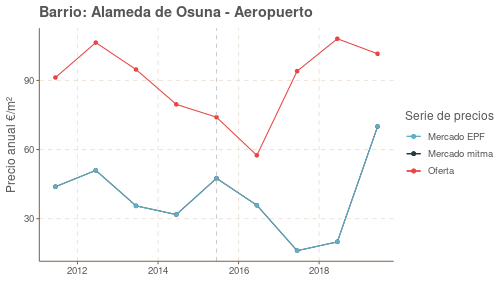 Barrio: Alameda de Osuna - Aeropuerto
Precio anual €/m²
90
60
30
2012
2014
2016
2018
Serie de precios
Mercado EPF
Mercado mitma
Oferta